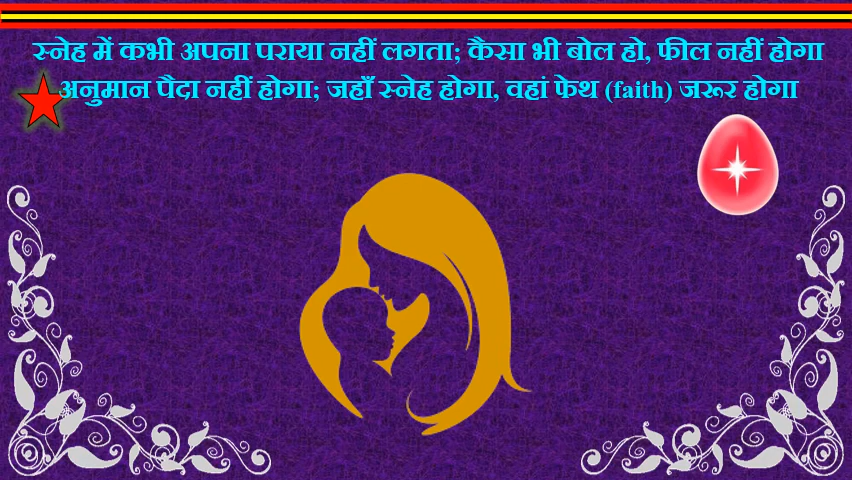 स्नेह में कभी अपना पराया नहीं लगता; कैसा भी बोल हो, फील नहीं होगा
अनुमान पैदा नहीं होगा; जहाँ स्नेह होगा, वहां फेथ (faith) जरूर होगा